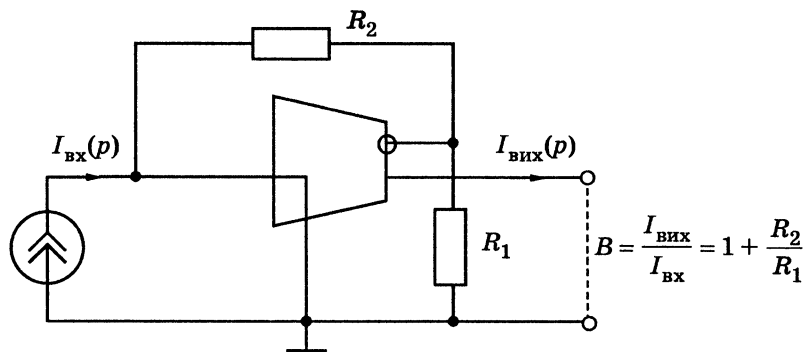 R₂
Iвх(p)
Iвих(p)
R₁
B = Iвих/Iвх = 1 + R₂/R₁